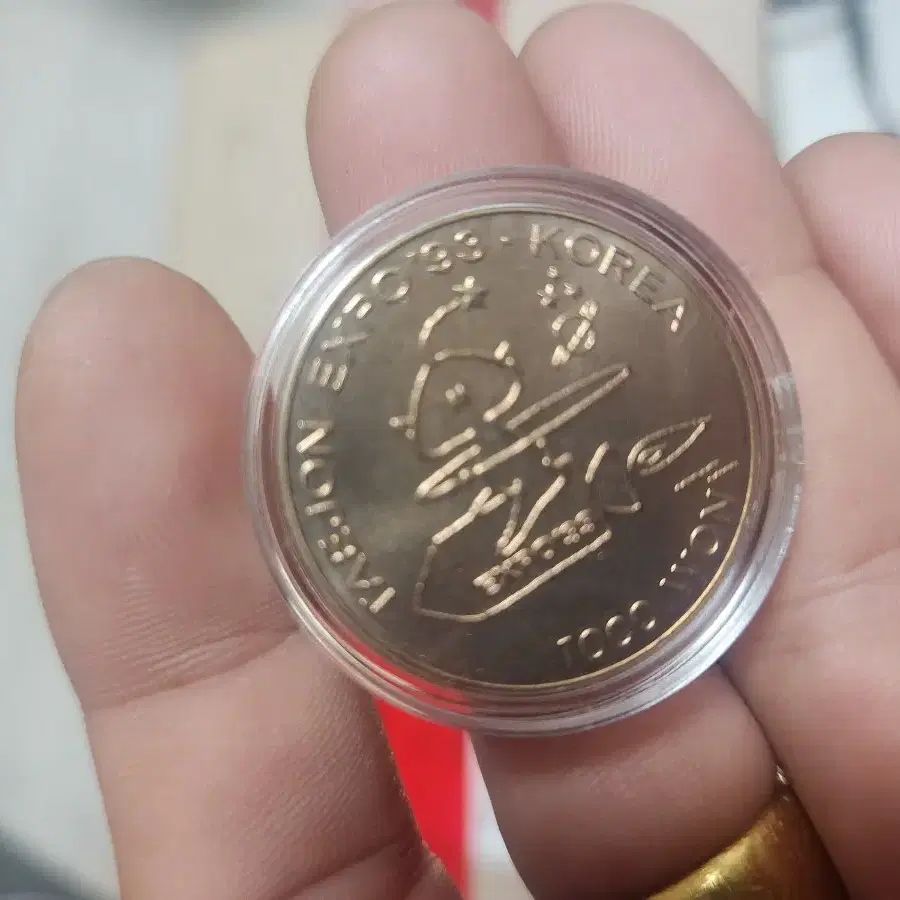 TAEJON EXPO'93 · KOREA
EXPO'93
1000 WON